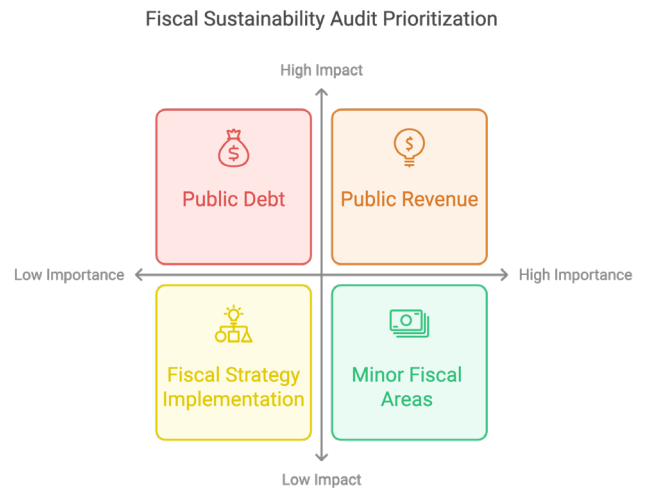 Fiscal Sustainability Audit Prioritization
High Impact
$
$
Public Debt
Public Revenue
Low Importance
High Importance
Fiscal Strategy
Implementation
Minor Fiscal
Areas
Low Impact